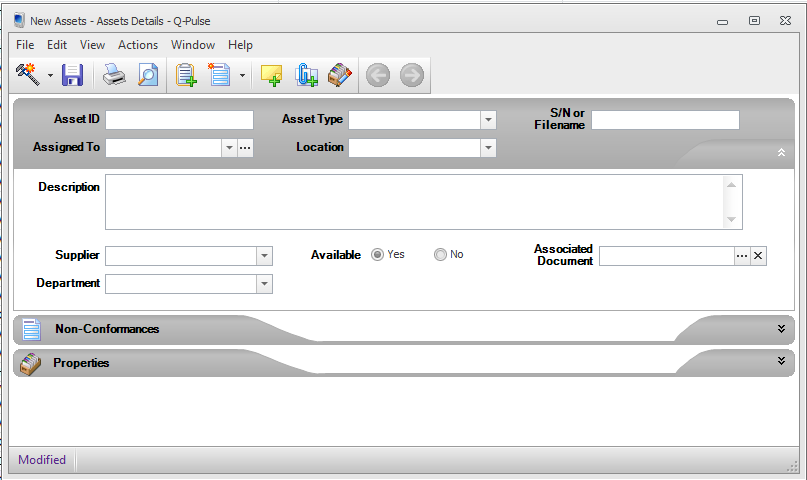 New Assets - Assets Details - Q-Pulse
File Edit View Actions Window Help
Asset ID
Asset Type
S/N or
Filename
Assigned To
Location
Description
Supplier
Available
Yes
No
Associated
Document
Department
Non-Conformances
Properties
Modified